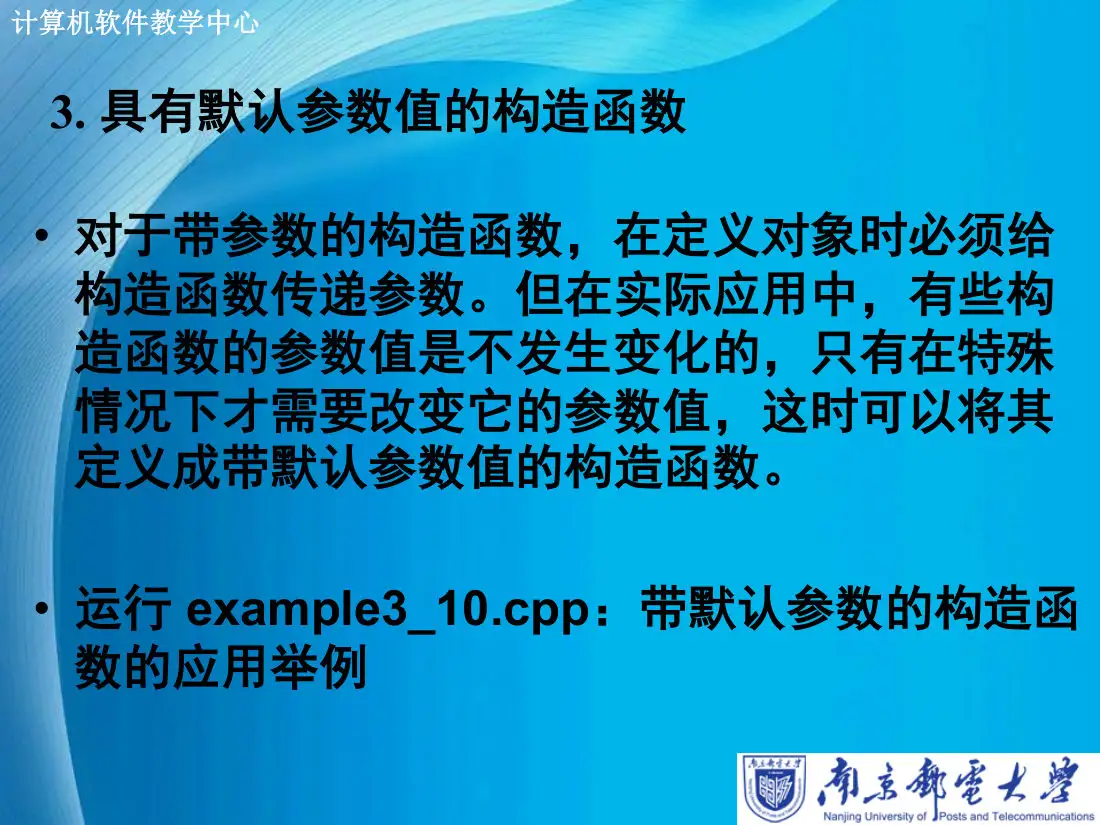 计算机软件教学中心
3. 具有默认参数值的构造函数
• 对于带参数的构造函数，在定义对象时必须给
构造函数传递参数。但在实际应用中，有些构
造函数的参数值是不发生变化的，只有在特殊
情况下才需要改变它的参数值，这时可以将其
定义成带默认参数值的构造函数。
• 运行 example3_10.cpp：带默认参数的构造函
数的应用举例
南京郵電大学
Nanjing University of Posts and Telecommunications